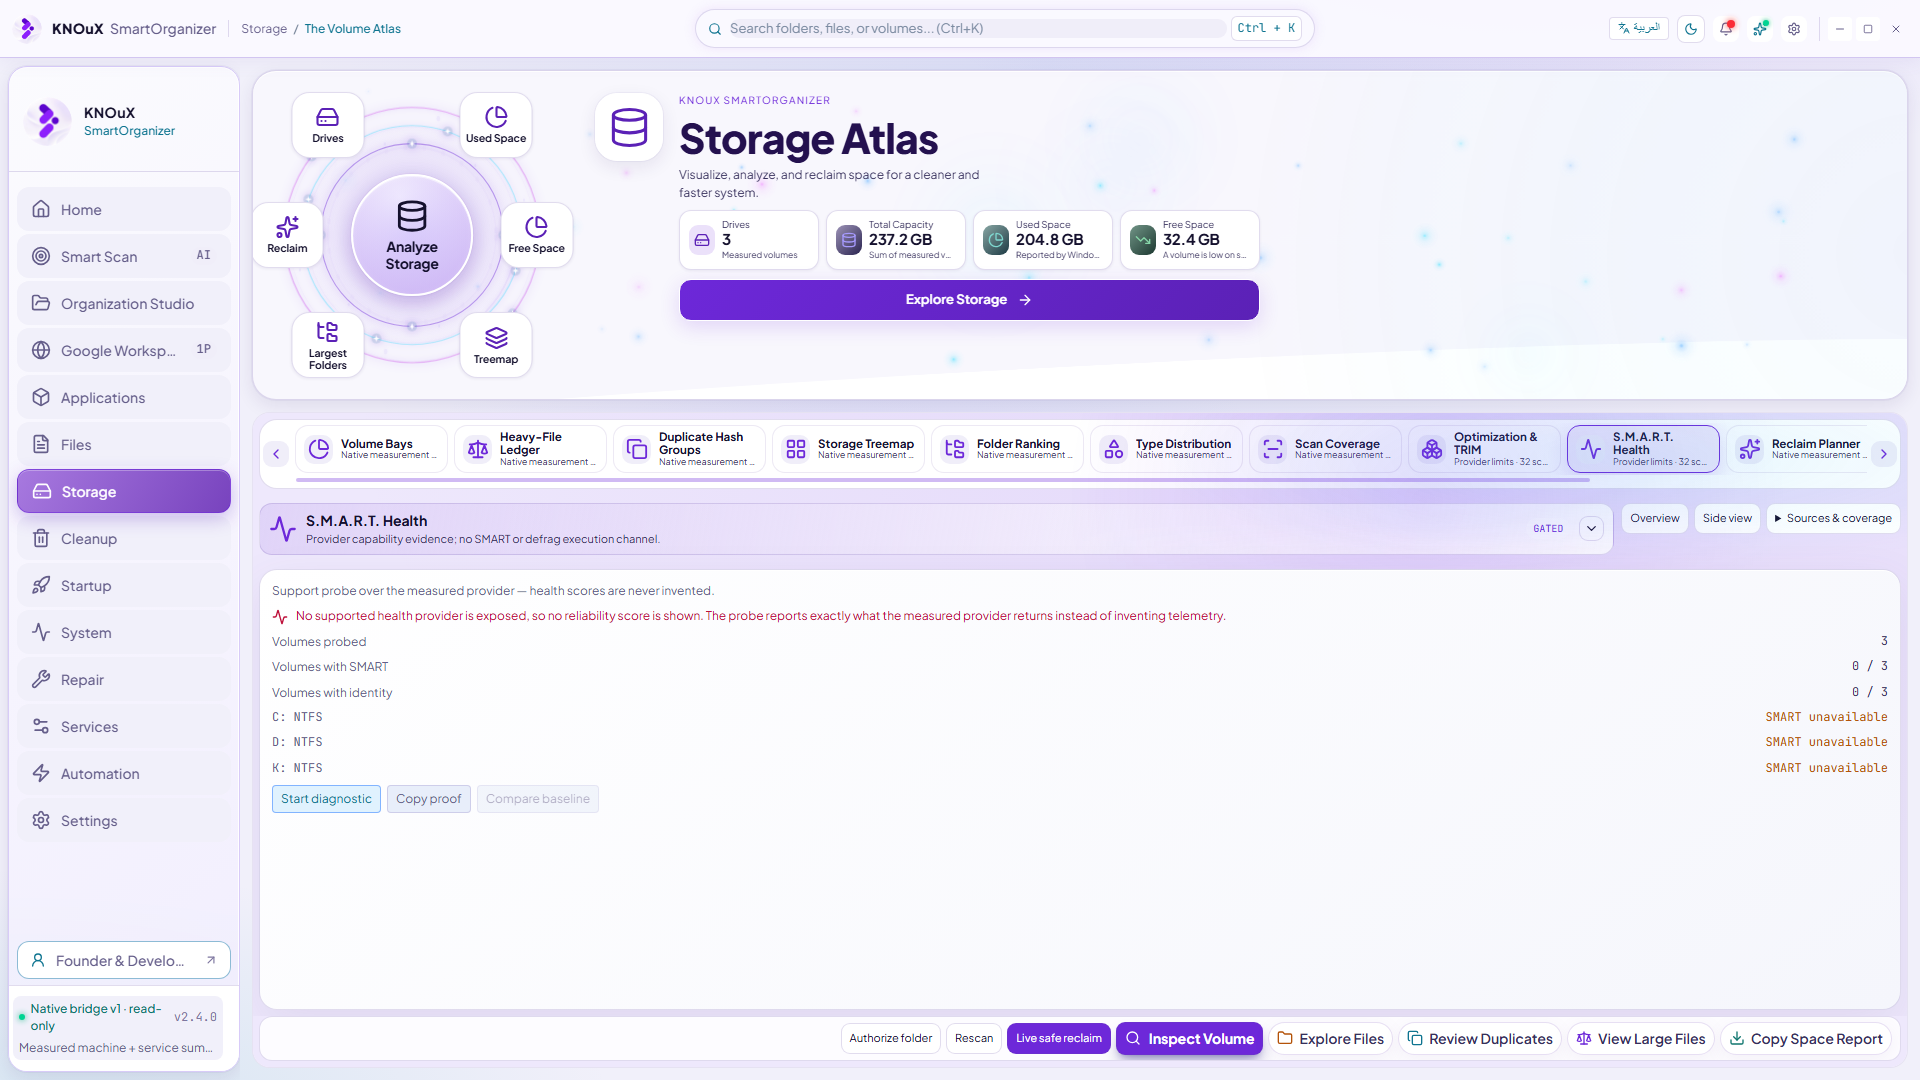 KNOuX SmartOrganizer
Storage / The Volume Atlas
Search folders, files, or volumes... (Ctrl+K)
Ctrl + K
العربية
KNOuX
SmartOrganizer
Home
Smart Scan AI
Organization Studio
Google Worksp... 1P
Applications
Files
Storage
Cleanup
Startup
System
Repair
Services
Automation
Settings
Founder & Develo...
Native bridge v1 · read-
only
v2.4.0
Measured machine + service sum...
Drives
Used Space
Reclaim
Analyze
Storage
Free Space
Largest
Folders
Treemap
KNOUX SMARTORGANIZER
Storage Atlas
Visualize, analyze, and reclaim space for a cleaner and
faster system.
Drives
3
Measured volumes
Total Capacity
237.2 GB
Sum of measured v...
Used Space
204.8 GB
Reported by Windo...
Free Space
32.4 GB
A volume is low on s...
Explore Storage →
Volume Bays
Native measurement ...
Heavy-File
Ledger
Native measurement ...
Duplicate Hash
Groups
Native measurement ...
Storage Treemap
Native measurement ...
Folder Ranking
Native measurement ...
Type Distribution
Native measurement ...
Scan Coverage
Native measurement ...
Optimization &
TRIM
Provider limits · 32 sc...
S.M.A.R.T.
Health
Provider limits · 32 sc...
Reclaim Planner
Native measurement ...
S.M.A.R.T. Health
Provider capability evidence; no SMART or defrag execution channel.
GATED
Overview
Side view
Sources & coverage
Support probe over the measured provider — health scores are never invented.
No supported health provider is exposed, so no reliability score is shown. The probe reports exactly what the measured provider returns instead of inventing telemetry.
Volumes probed 3
Volumes with SMART 0 / 3
Volumes with identity 0 / 3
C: NTFS SMART unavailable
D: NTFS SMART unavailable
K: NTFS SMART unavailable
Start diagnostic
Copy proof
Compare baseline
Authorize folder
Rescan
Live safe reclaim
Inspect Volume
Explore Files
Review Duplicates
View Large Files
Copy Space Report